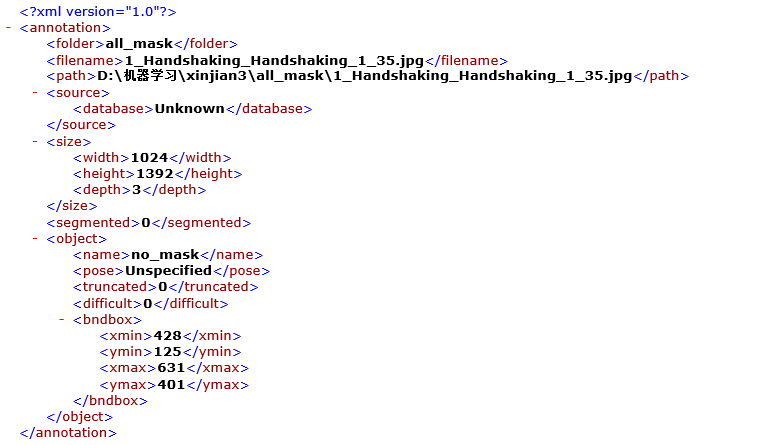 <?xml version="1.0"?>
- <annotation>
<folder>all_mask</folder>
<filename>1_Handshaking_Handshaking_1_35.jpg</filename>
<path>D:\机器学习\xinjian3\all_mask\1_Handshaking_Handshaking_1_35.jpg</path>
- <source>
<database>Unknown</database>
</source>
- <size>
<width>1024</width>
<height>1392</height>
<depth>3</depth>
</size>
<segmented>0</segmented>
- <object>
<name>no_mask</name>
<pose>Unspecified</pose>
<truncated>0</truncated>
<difficult>0</difficult>
- <bndbox>
<xmin>428</xmin>
<ymin>125</ymin>
<xmax>631</xmax>
<ymax>401</ymax>
</bndbox>
</object>
</annotation>